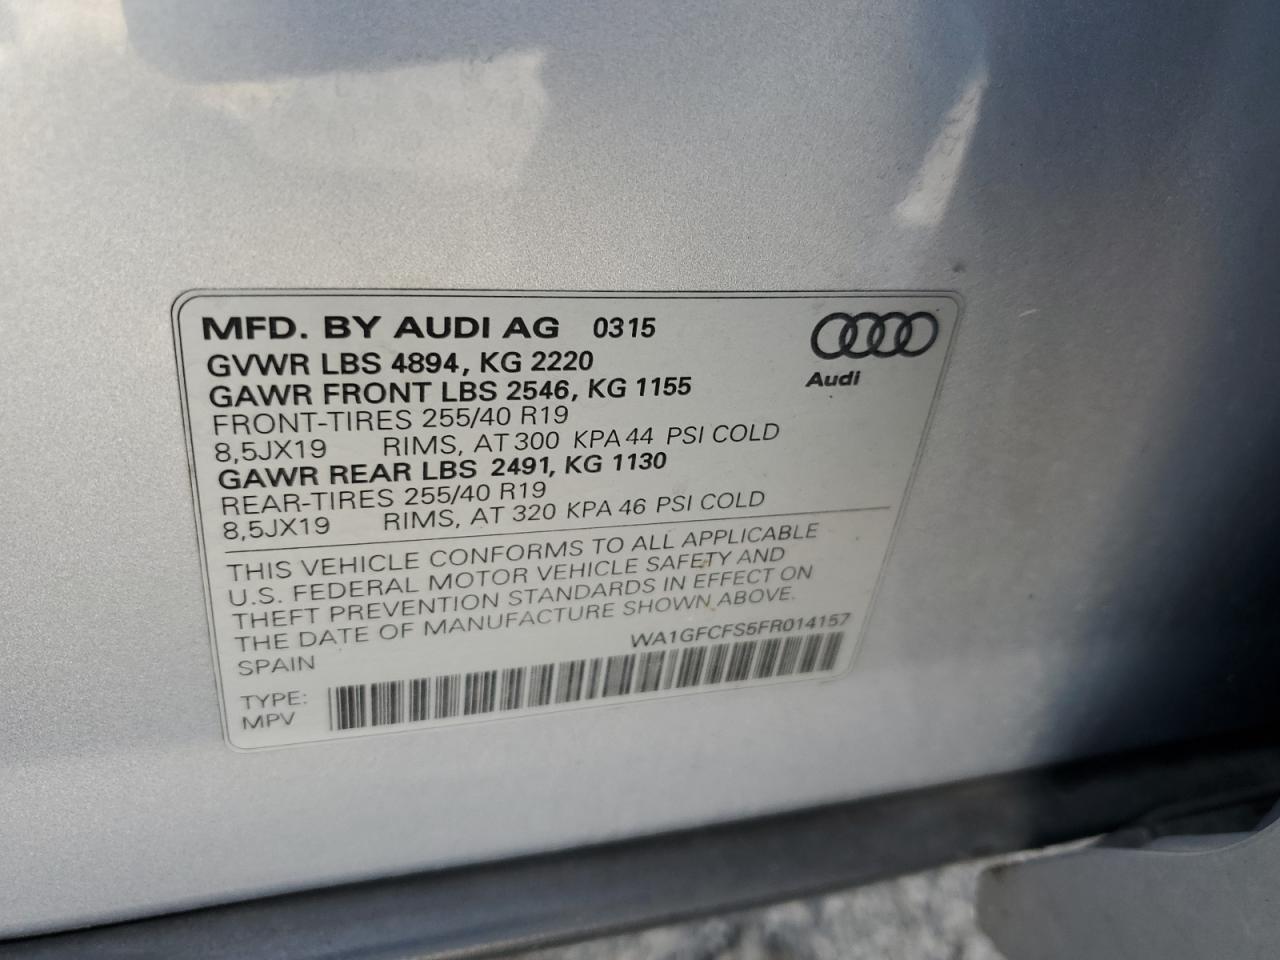 MFD. BY AUDI AG 0315
Audi
GVWR LBS 4894, KG 2220
GAWR FRONT LBS 2546, KG 1155
FRONT-TIRES 255/40 R19
8,5JX19 RIMS, AT 300 KPA 44 PSI COLD
GAWR REAR LBS 2491, KG 1130
REAR-TIRES 255/40 R19
8,5JX19 RIMS, AT 320 KPA 46 PSI COLD
THIS VEHICLE CONFORMS TO ALL APPLICABLE
U.S. FEDERAL MOTOR VEHICLE SAFETY AND
THEFT PREVENTION STANDARDS IN EFFECT ON
THE DATE OF MANUFACTURE SHOWN ABOVE.
SPAIN WA1GFCFS5FR014157
TYPE:
MPV